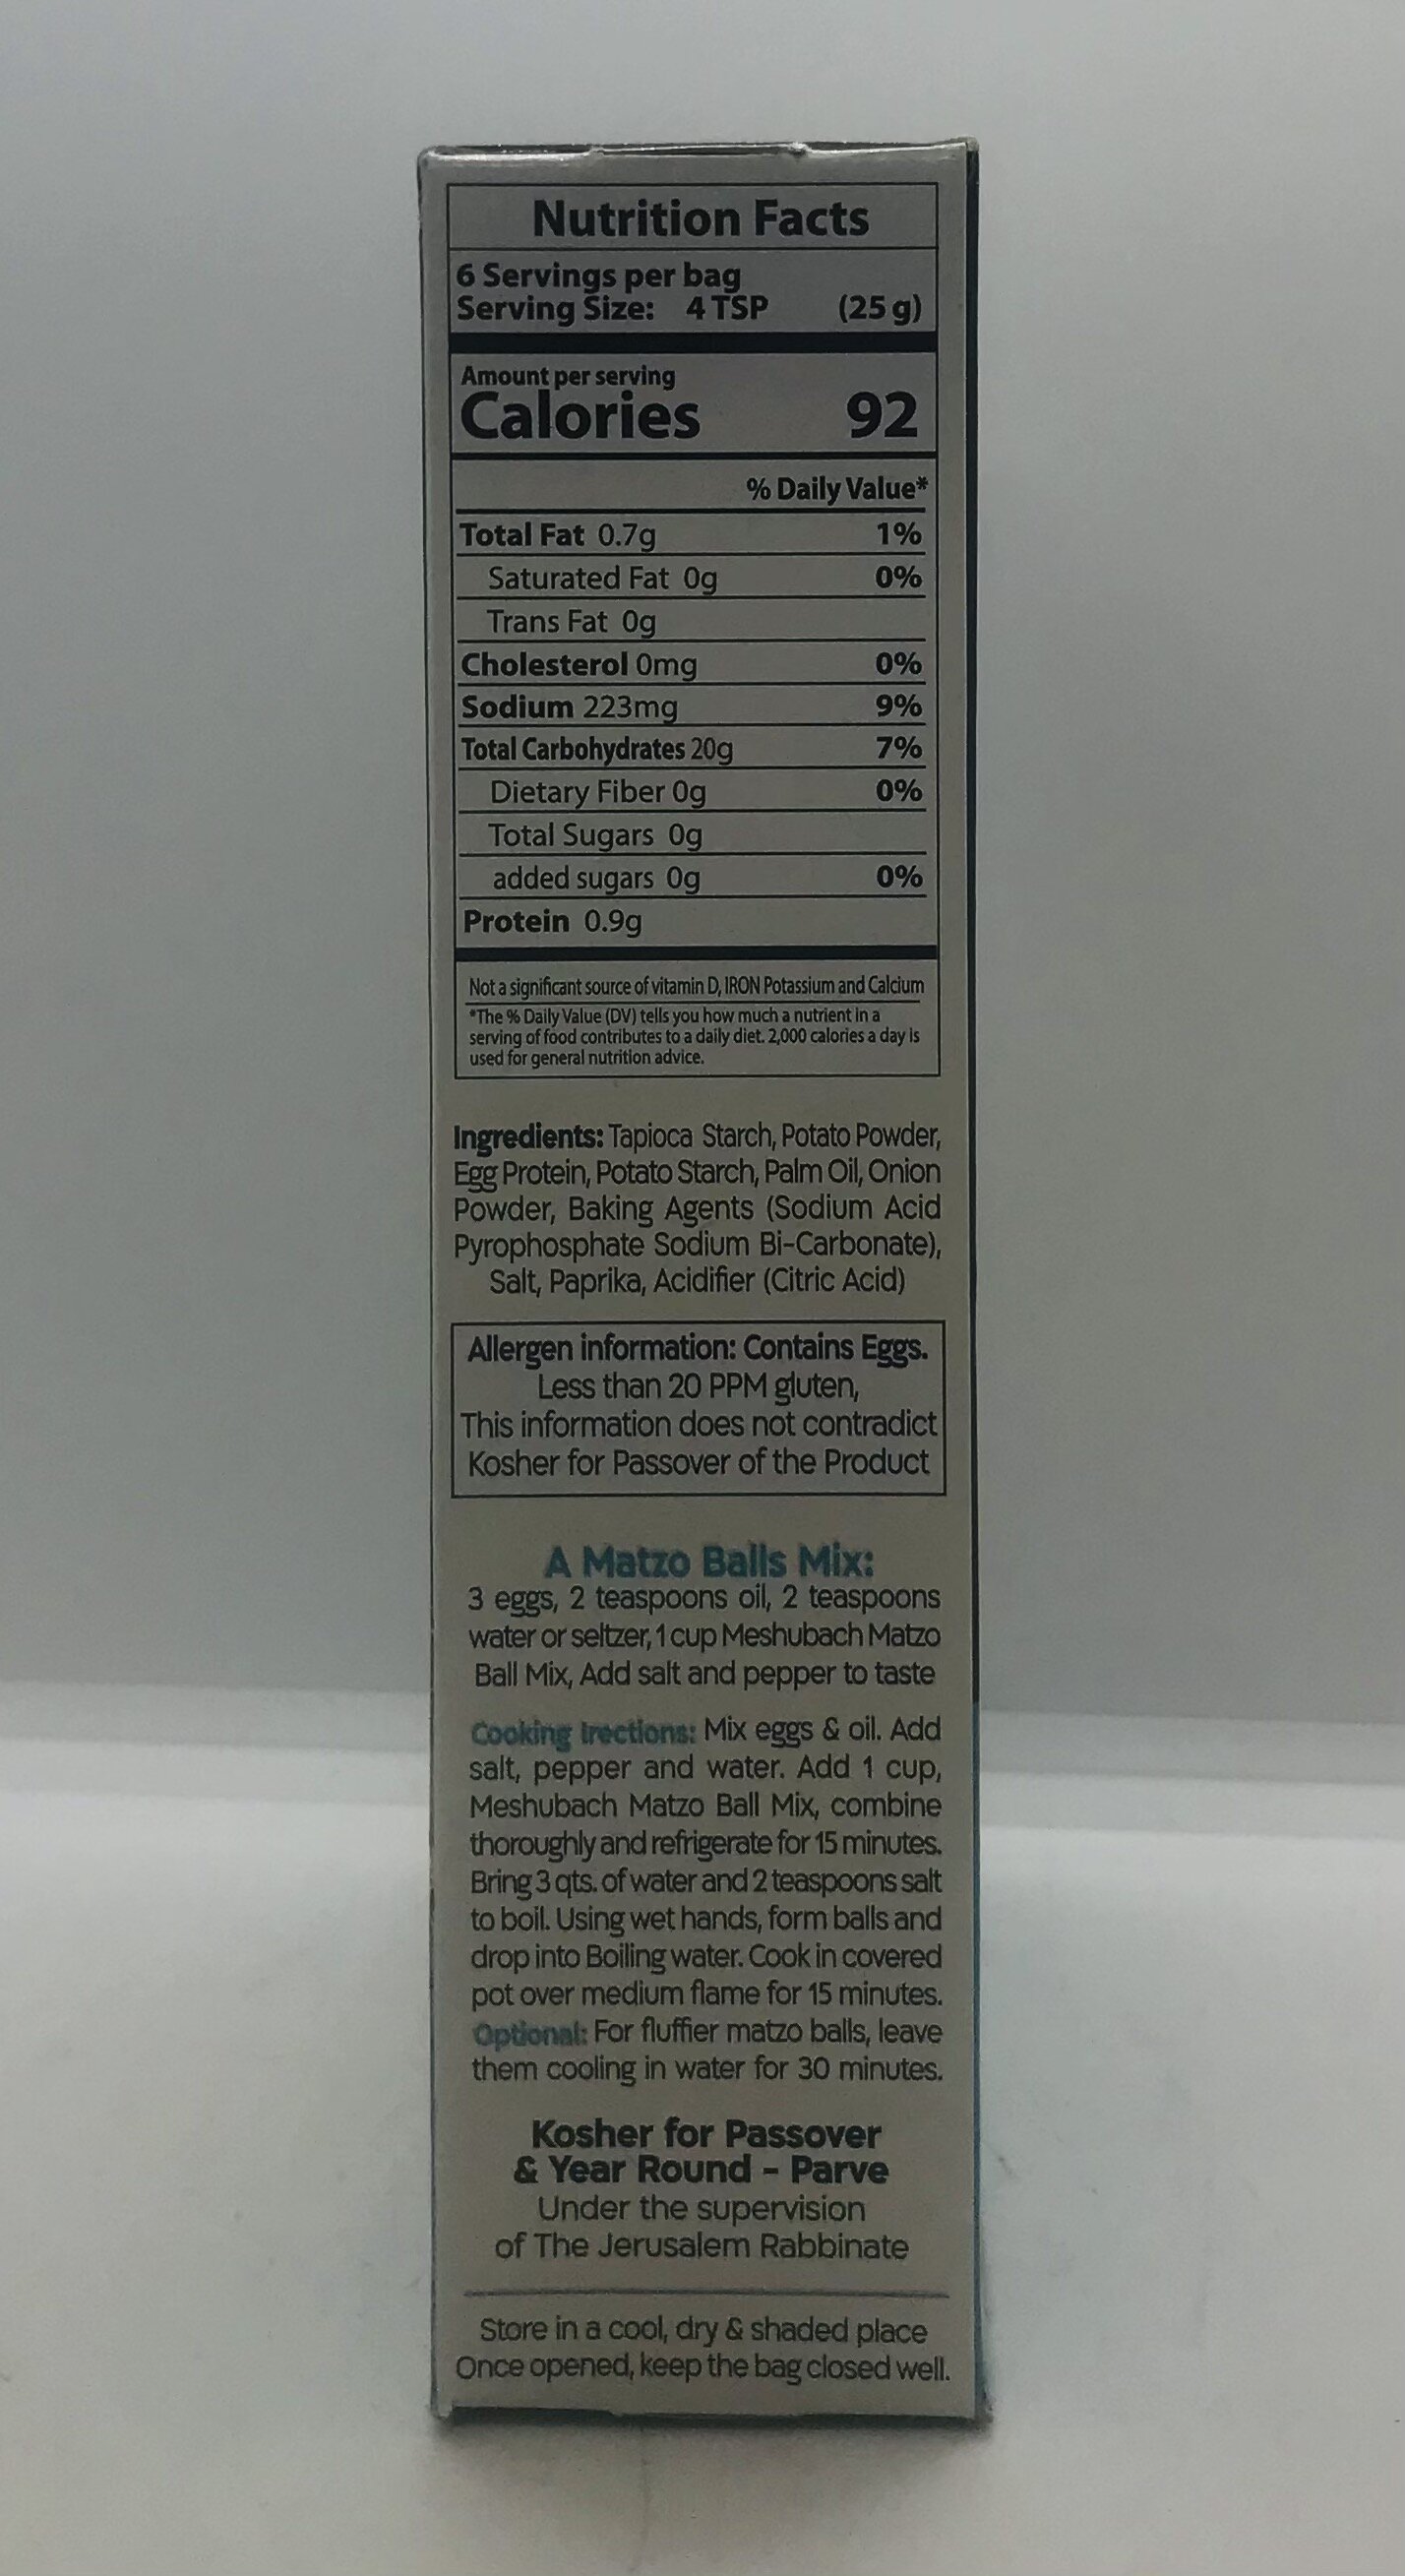 Nutrition Facts
6 Servings per bag
Serving Size: 4 TSP (25 g)
Amount per serving
Calories 92
% Daily Value*
Total Fat 0.7g 1%
Saturated Fat 0g 0%
Trans Fat 0g
Cholesterol 0mg 0%
Sodium 223mg 9%
Total Carbohydrates 20g 7%
Dietary Fiber 0g 0%
Total Sugars 0g
added sugars 0g 0%
Protein 0.9g
Not a significant source of vitamin D, IRON Potassium and Calcium
*The % Daily Value (DV) tells you how much a nutrient in a
serving of food contributes to a daily diet. 2,000 calories a day is
used for general nutrition advice.
Ingredients: Tapioca Starch, Potato Powder,
Egg Protein, Potato Starch, Palm Oil, Onion
Powder, Baking Agents (Sodium Acid
Pyrophosphate Sodium Bi-Carbonate),
Salt, Paprika, Acidifier (Citric Acid)
Allergen information: Contains Eggs.
Less than 20 PPM gluten,
This information does not contradict
Kosher for Passover of the Product
A Matzo Balls Mix:
3 eggs, 2 teaspoons oil, 2 teaspoons
water or seltzer, 1 cup Meshubach Matzo
Ball Mix, Add salt and pepper to taste
Cooking Irections: Mix eggs & oil. Add
salt, pepper and water. Add 1 cup,
Meshubach Matzo Ball Mix, combine
thoroughly and refrigerate for 15 minutes.
Bring 3 qts. of water and 2 teaspoons salt
to boil. Using wet hands, form balls and
drop into Boiling water. Cook in covered
pot over medium flame for 15 minutes.
Optional: For fluffier matzo balls, leave
them cooling in water for 30 minutes.
Kosher for Passover
& Year Round - Parve
Under the supervision
of The Jerusalem Rabbinate
Store in a cool, dry & shaded place
Once opened, keep the bag closed well.